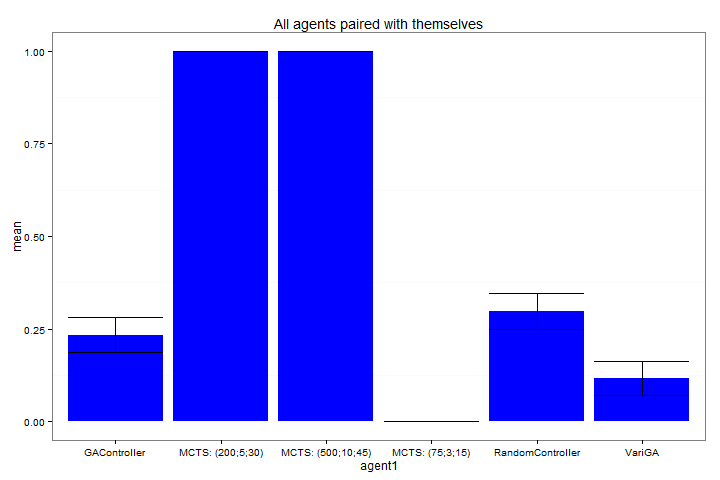 All agents paired with themselves
1.00
0.75
0.50
0.25
0.00
mean
GAController MCTS: (200;5;30) MCTS: (500;10;45) MCTS: (75;3;15) RandomController VariGA
agent1